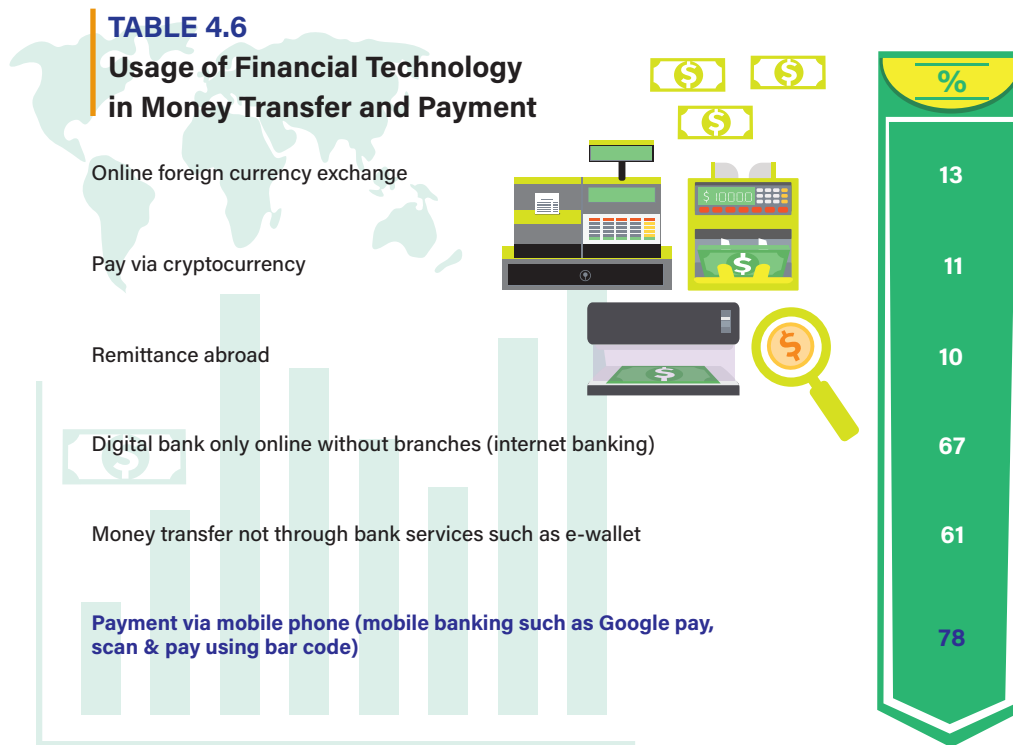 TABLE 4.6
Usage of Financial Technology
in Money Transfer and Payment
%
Online foreign currency exchange 13
$ 10000
Pay via cryptocurrency 11
Remittance abroad 10
Digital bank only online without branches (internet banking) 67
Money transfer not through bank services such as e-wallet 61
Payment via mobile phone (mobile banking such as Google pay,
scan & pay using bar code) 78